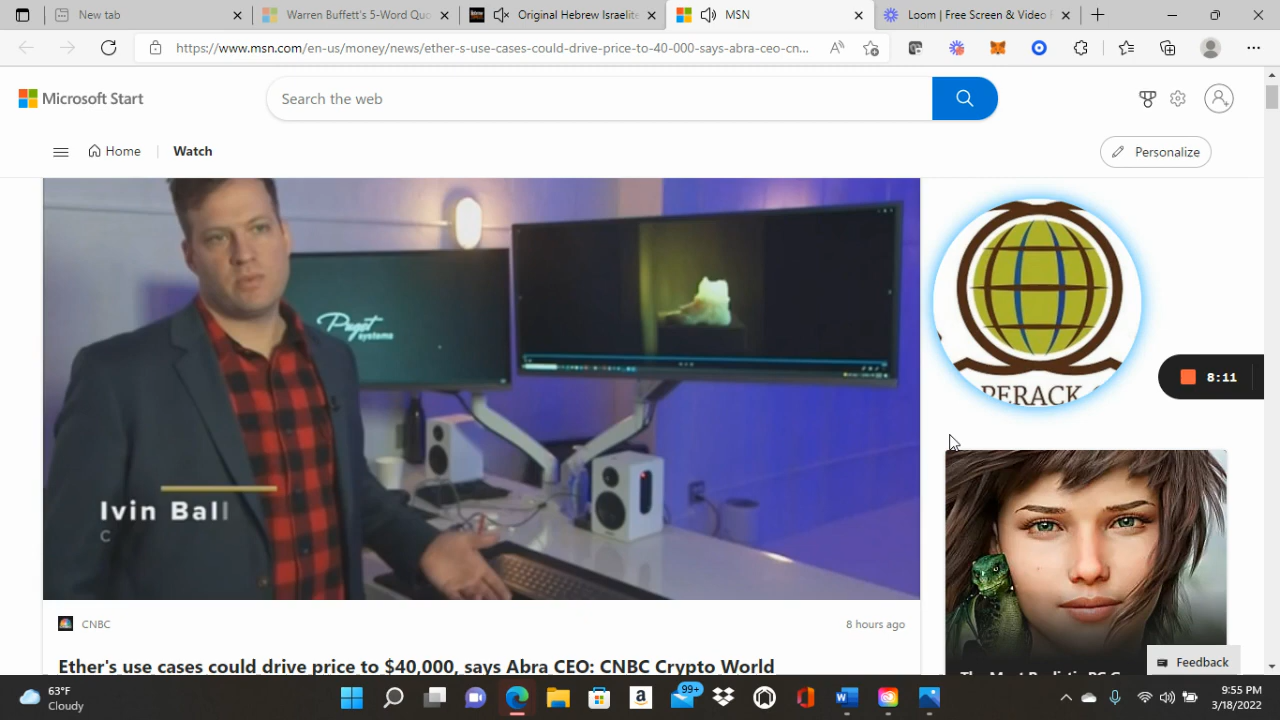 New tab
Warren Buffett's 5-Word Quo
Original Hebrew Israelite
MSN
Loom | Free Screen & Video
https://www.msn.com/en-us/money/news/ether-s-use-cases-could-drive-price-to-40-000-says-abra-ceo-cn...
Microsoft Start
Search the web
Home
Watch
Personalize
Puget
systems
PERACK
8:11
Ivin Ball
C
CNBC
8 hours ago
Ether's use cases could drive price to $40,000, says Abra CEO: CNBC Crypto World
Feedback
63°F
Cloudy
99+
9:55 PM
3/18/2022